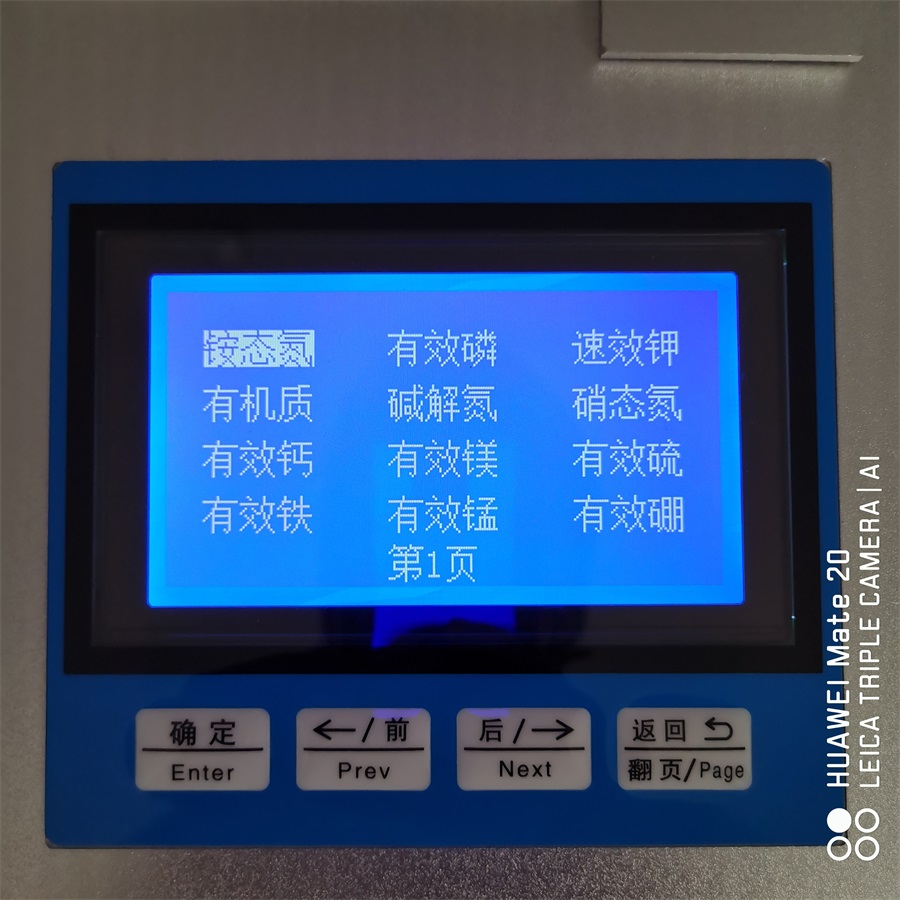 铵态氮 有效磷 速效钾
有机质 碱解氮 硝态氮
有效钙 有效镁 有效硫
有效铁 有效锰 有效硼
第1页
确定 ←/前 后/→ 返回
Enter Prev Next 翻页/Page
HUAWEI Mate 20
LEICA TRIPLE CAMERA | AI